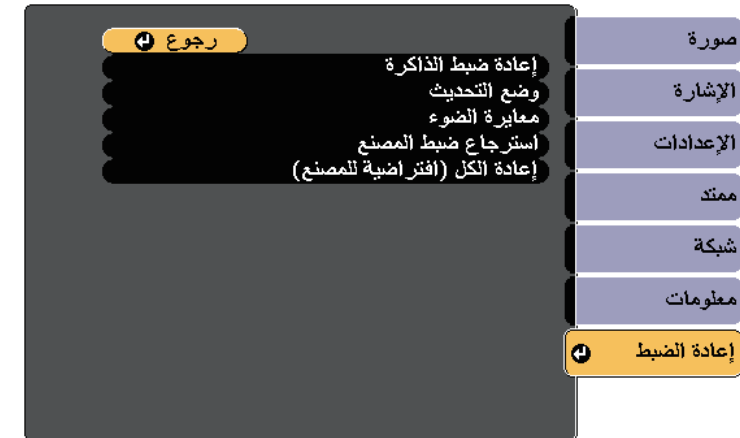 صورة
الإشارة
الإعدادات
ممتد
شبكة
معلومات
إعادة الضبط
رجوع
إعادة ضبط الذاكرة
وضع التحديث
معايرة الضوء
استرجاع ضبط المصنع
إعادة الكل (افتراضية للمصنع)